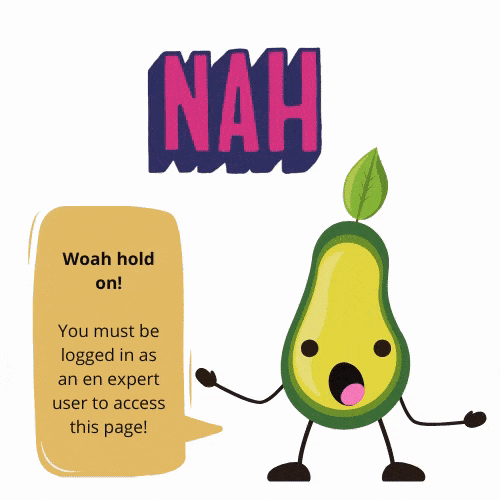 NAH
Woah hold
on!
You must be
logged in as
an en expert
user to access
this page!